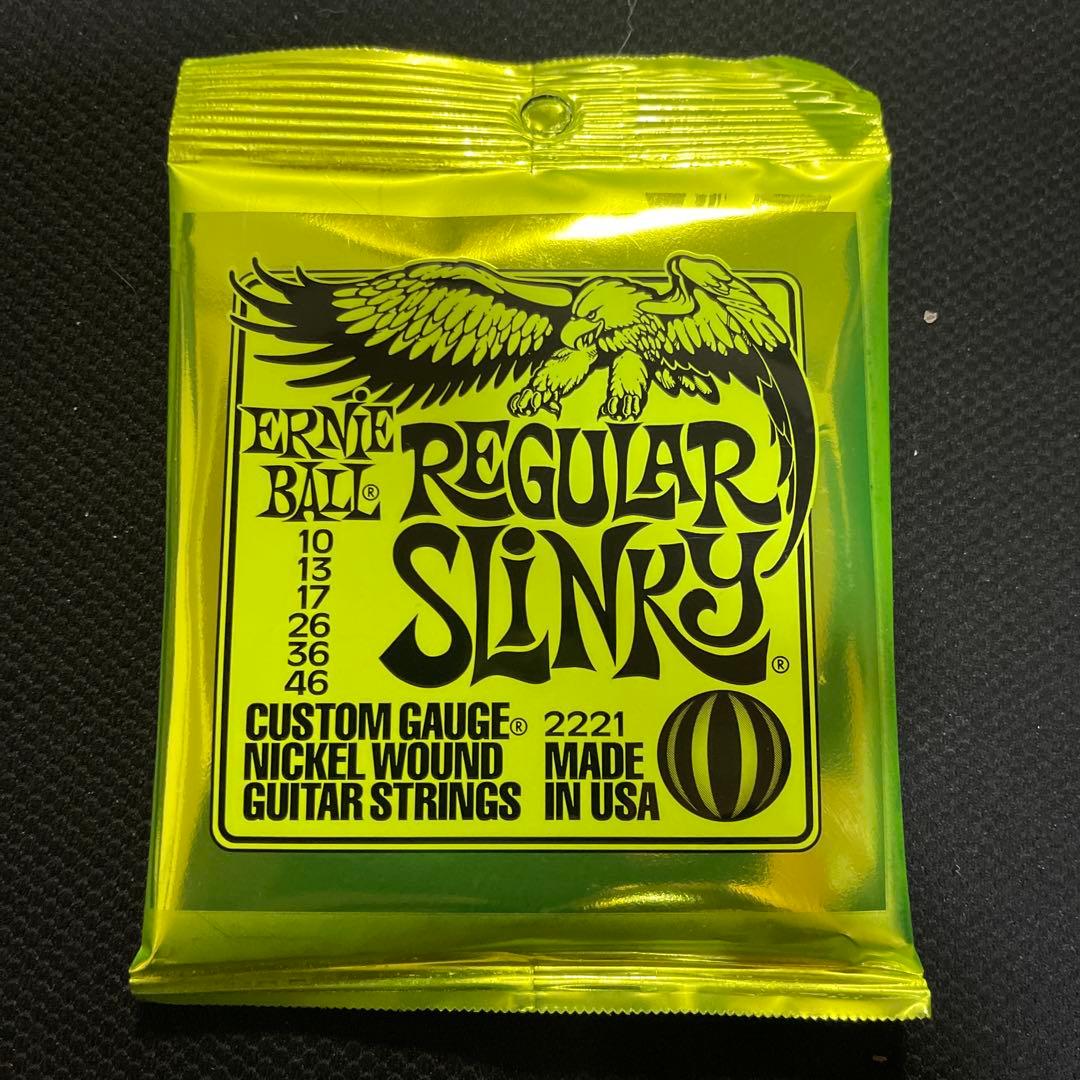 ERNiE
BALL®
REGULAR
SLiNKY®
10
13
17
26
36
46
CUSTOM GAUGE®
NICKEL WOUND
GUITAR STRINGS
2221
MADE
IN USA